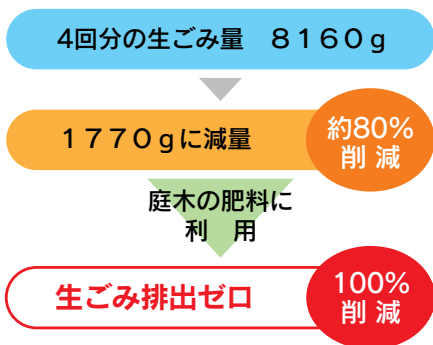 4回分の生ごみ量　８１６０ｇ
１７７０ｇに減量
約80%
削 減
庭木の肥料に
利　用
生ごみ排出ゼロ
100%
削 減